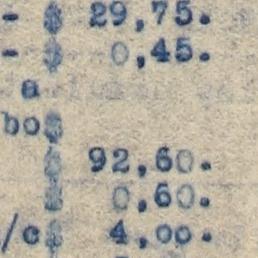 - $ 29,75.
- $ 0,45.
a
bo$
$ 92,60.
$ 0,60.
/c$ 4,00.